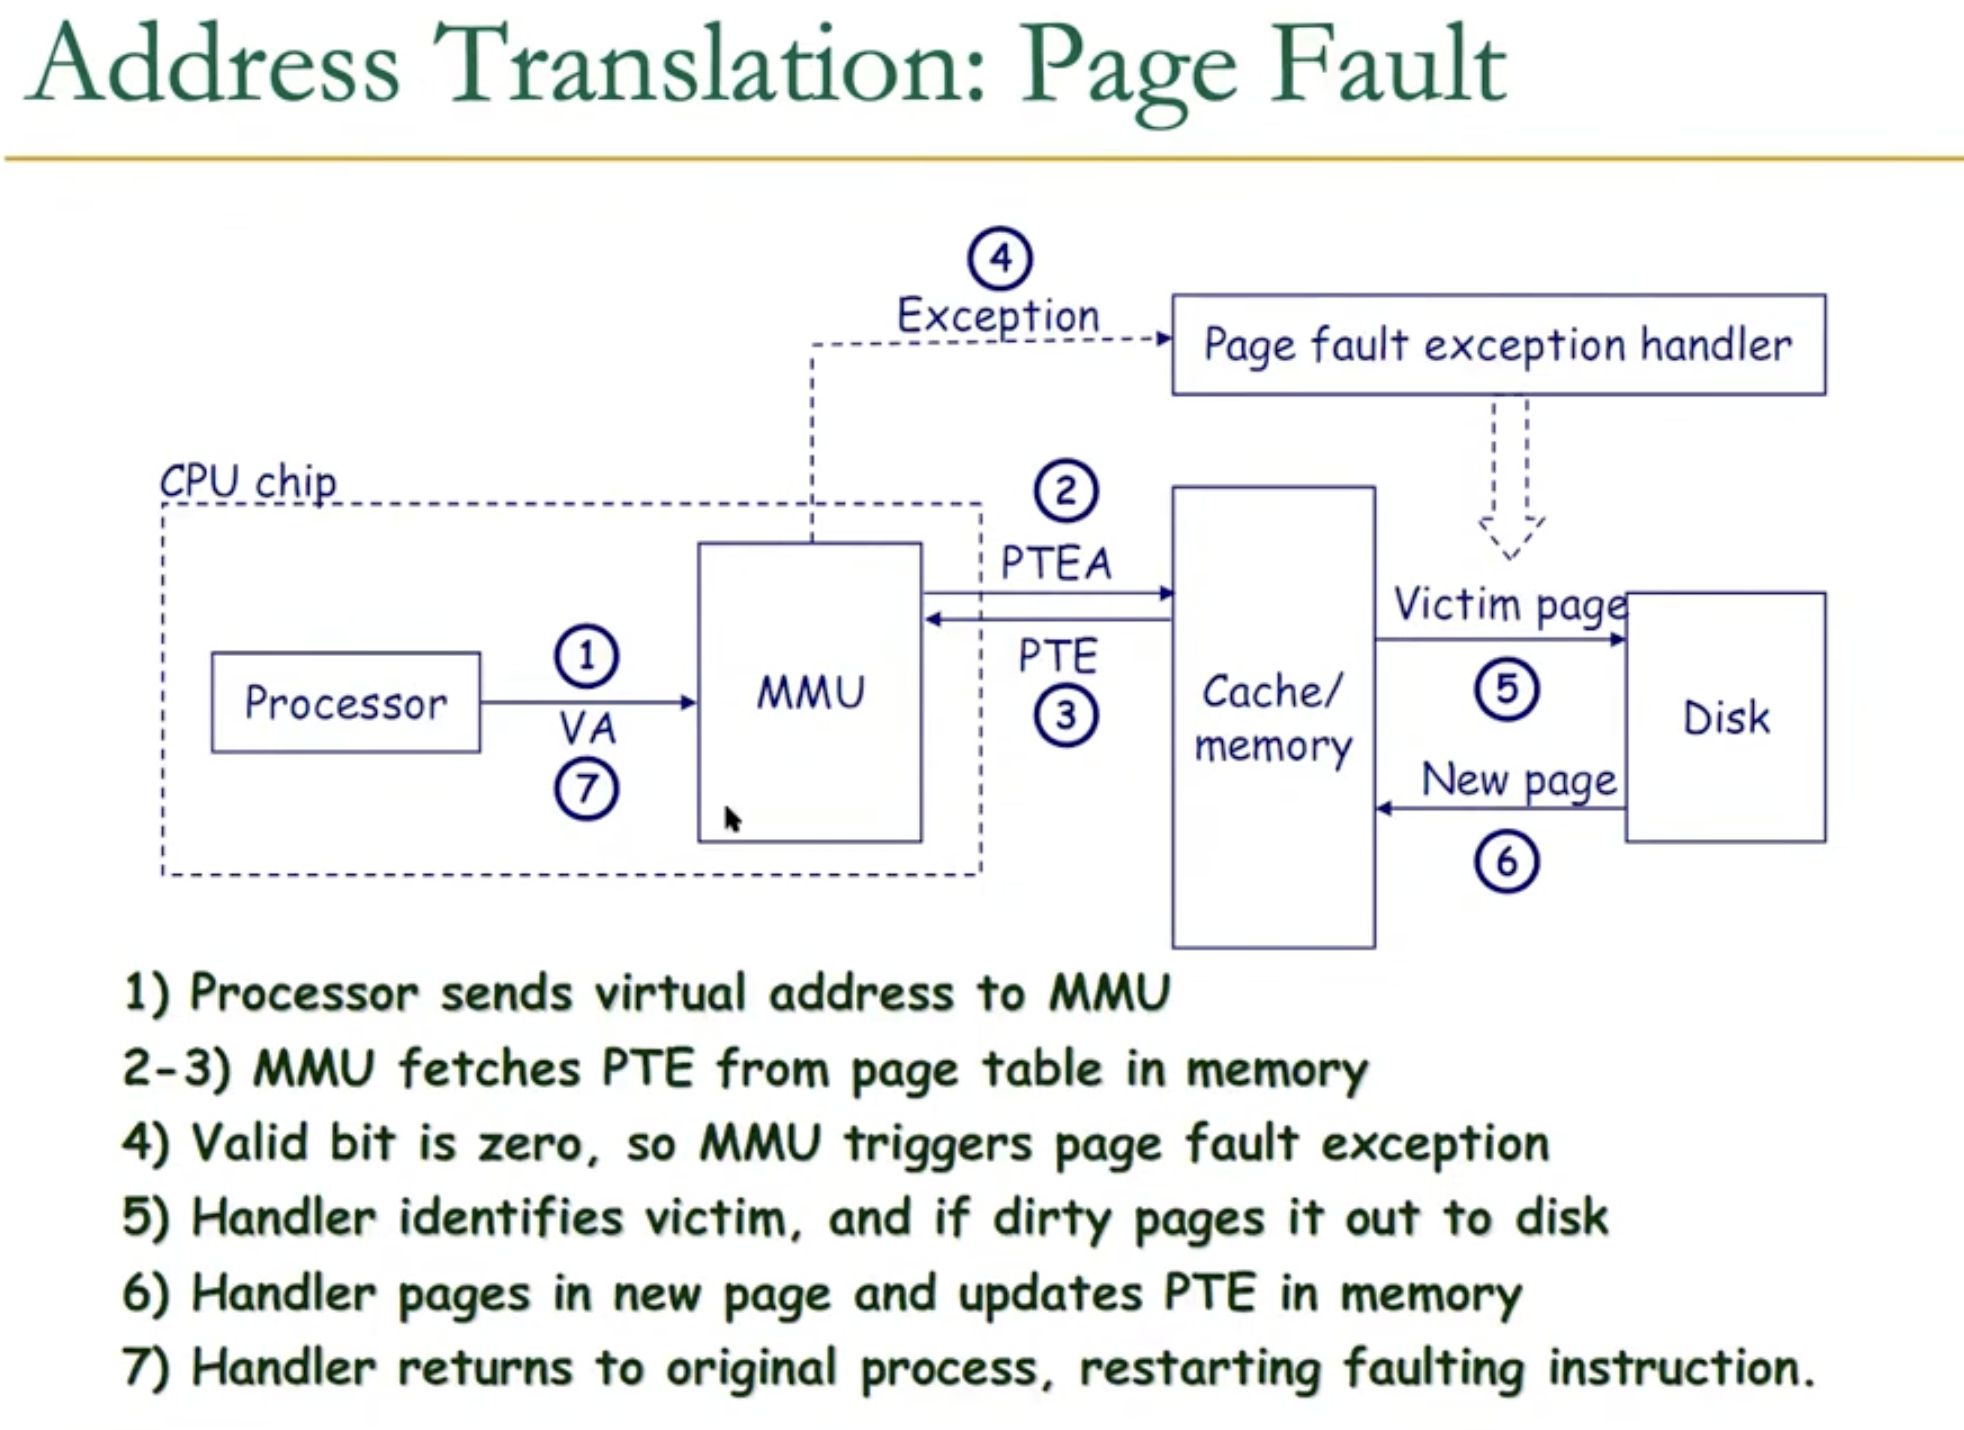 Address Translation: Page Fault
4
Exception
Page fault exception handler
CPU chip
2
PTEA
Victim page
1
Processor
VA
7
MMU
PTE
3
Cache/
memory
5
Disk
New page
6
1) Processor sends virtual address to MMU
2-3) MMU fetches PTE from page table in memory
4) Valid bit is zero, so MMU triggers page fault exception
5) Handler identifies victim, and if dirty pages it out to disk
6) Handler pages in new page and updates PTE in memory
7) Handler returns to original process, restarting faulting instruction.